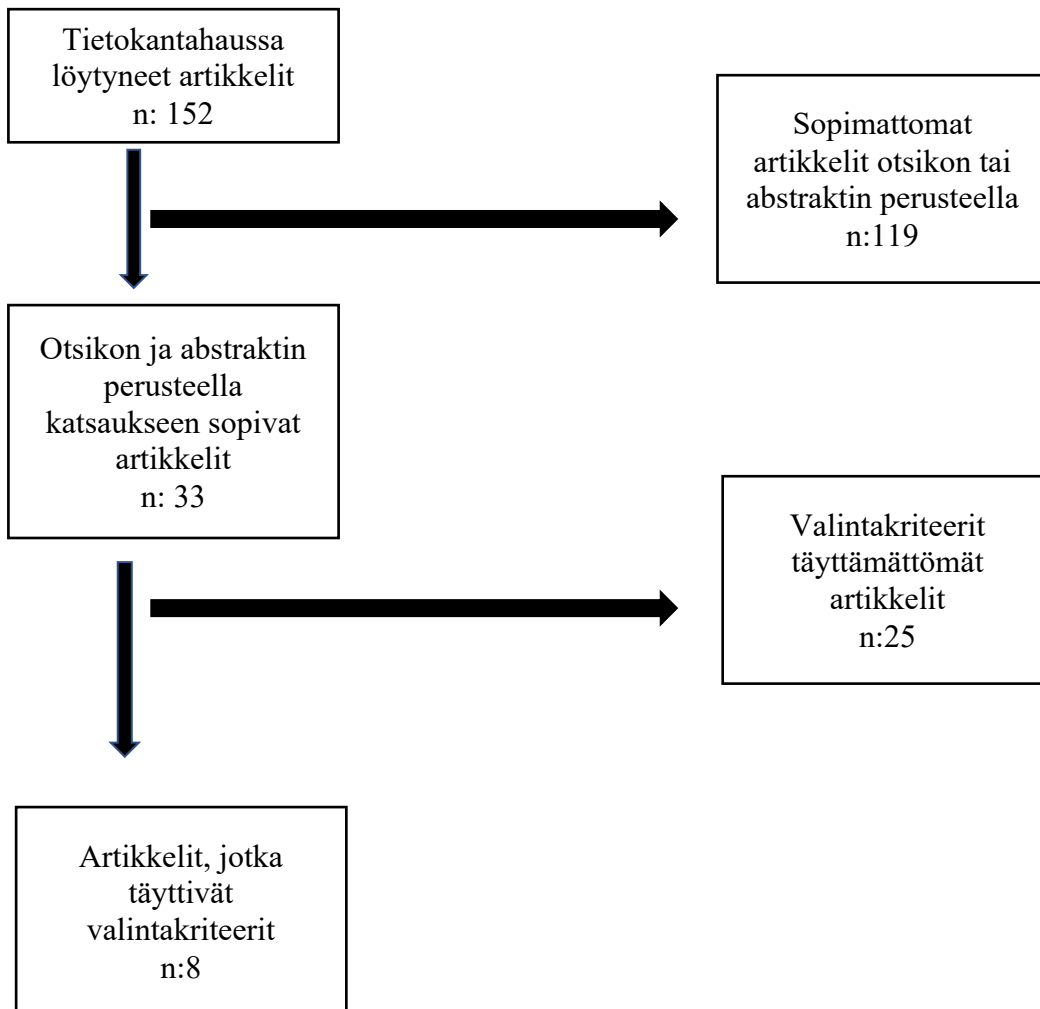 Tietokantahaussa
löytyneet artikkelit
n: 152
Sopimattomat
artikkelit otsikon tai
abstraktin perusteella
n:119
Otsikon ja abstraktin
perusteella
katsaukseen sopivat
artikkelit
n: 33
Valintakriteerit
täyttämättömät
artikkelit
n:25
Artikkelit, jotka
täyttivät
valintakriteerit
n:8